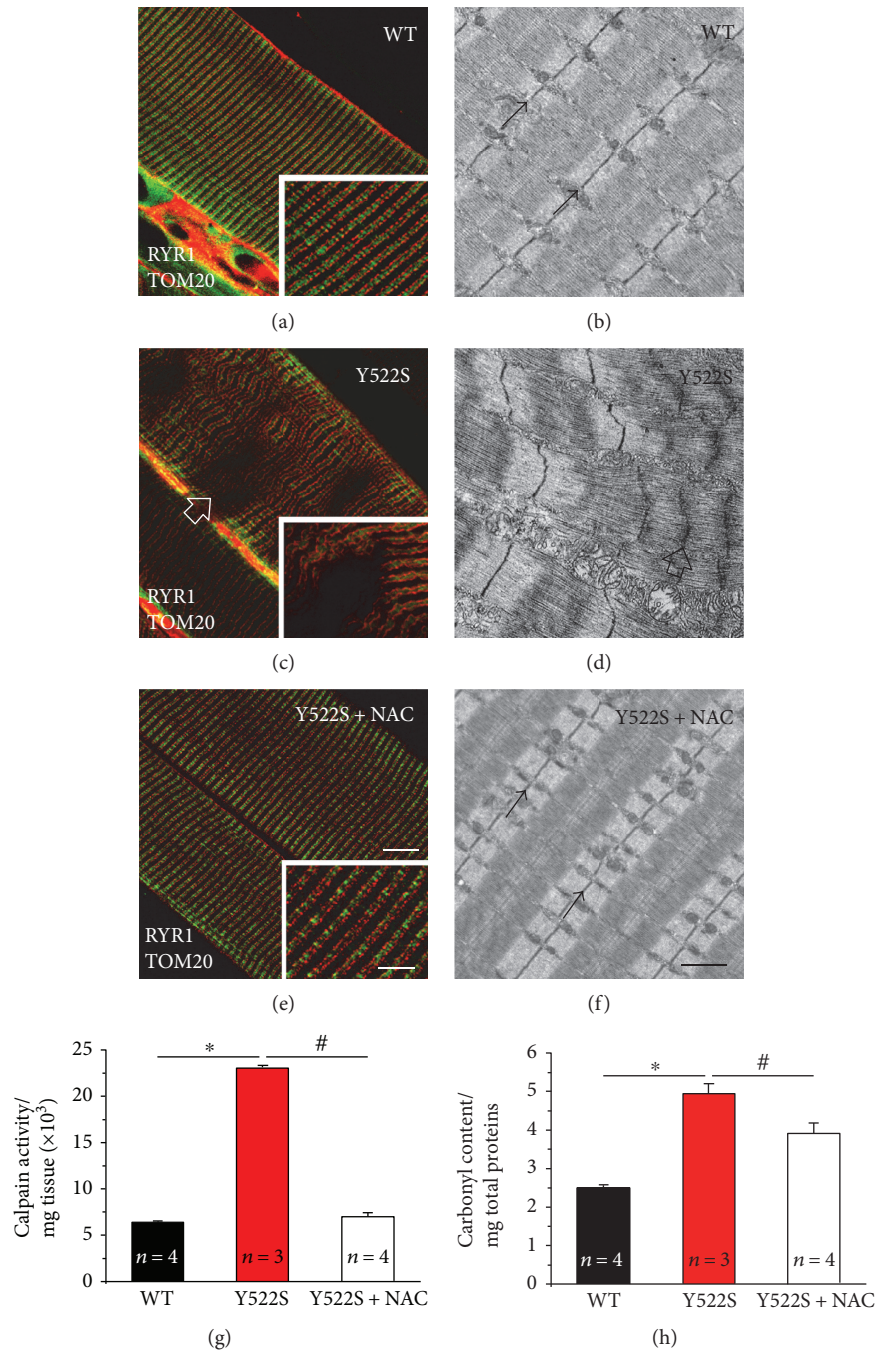 WT
RYR1
TOM20
(a)
WT
(b)
Y522S
RYR1
TOM20
(c)
Y522S
(d)
Y522S + NAC
RYR1
TOM20
(e)
Y522S + NAC
(f)
Calpain activity/
mg tissue (×10³)
25
23
15
10
5
0
*
#
n = 4
n = 3
n = 4
WT
Y522S
Y522S + NAC
(g)
Carbonyl content/
mg total proteins
6
5
4
3
2
1
0
*
#
n = 4
n = 3
n = 4
WT
Y522S
Y522S + NAC
(h)